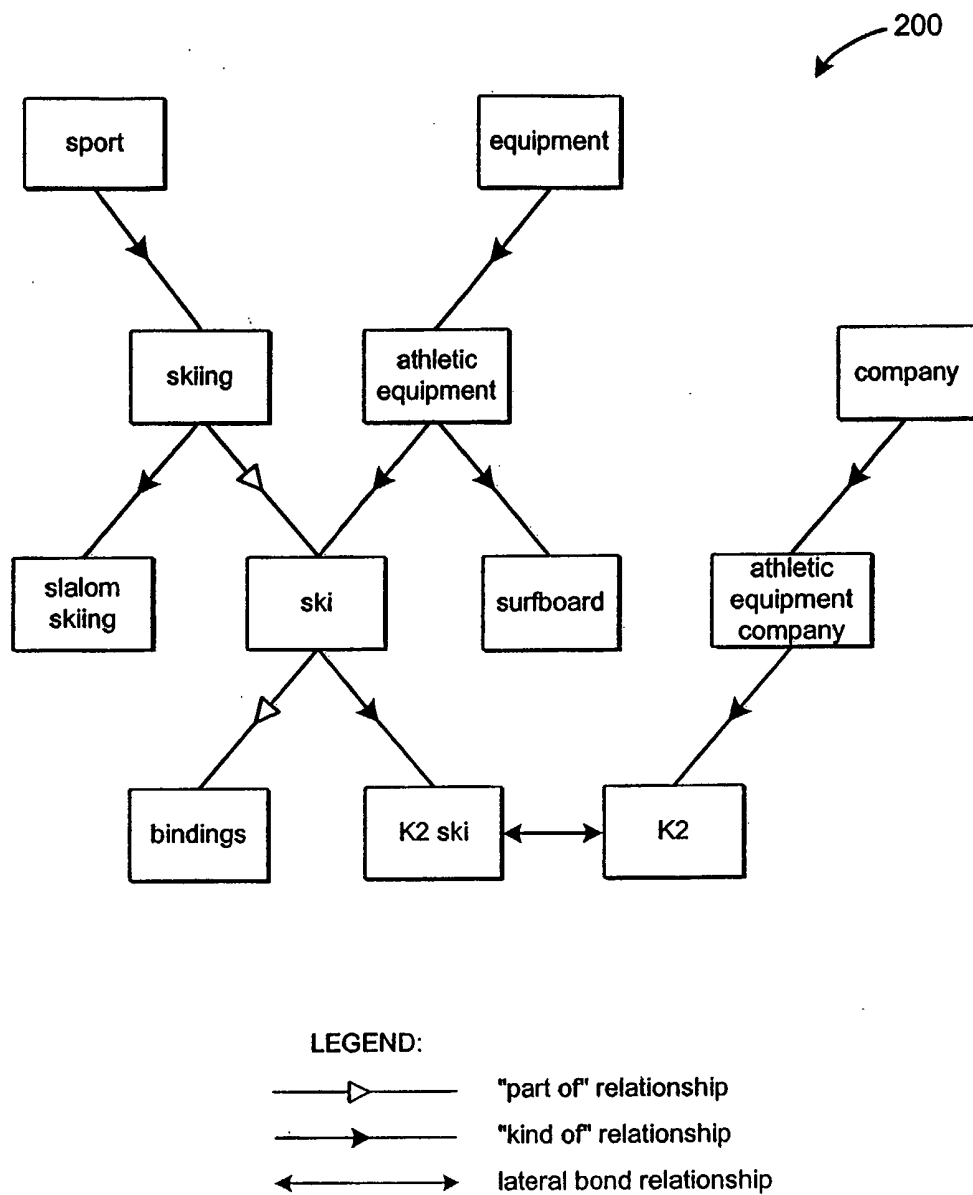 200
sport
equipment
skiing
athletic
equipment
company
slalom
skiing
ski
surfboard
athletic
equipment
company
bindings
K2 ski
K2
LEGEND:
"part of" relationship
"kind of" relationship
lateral bond relationship